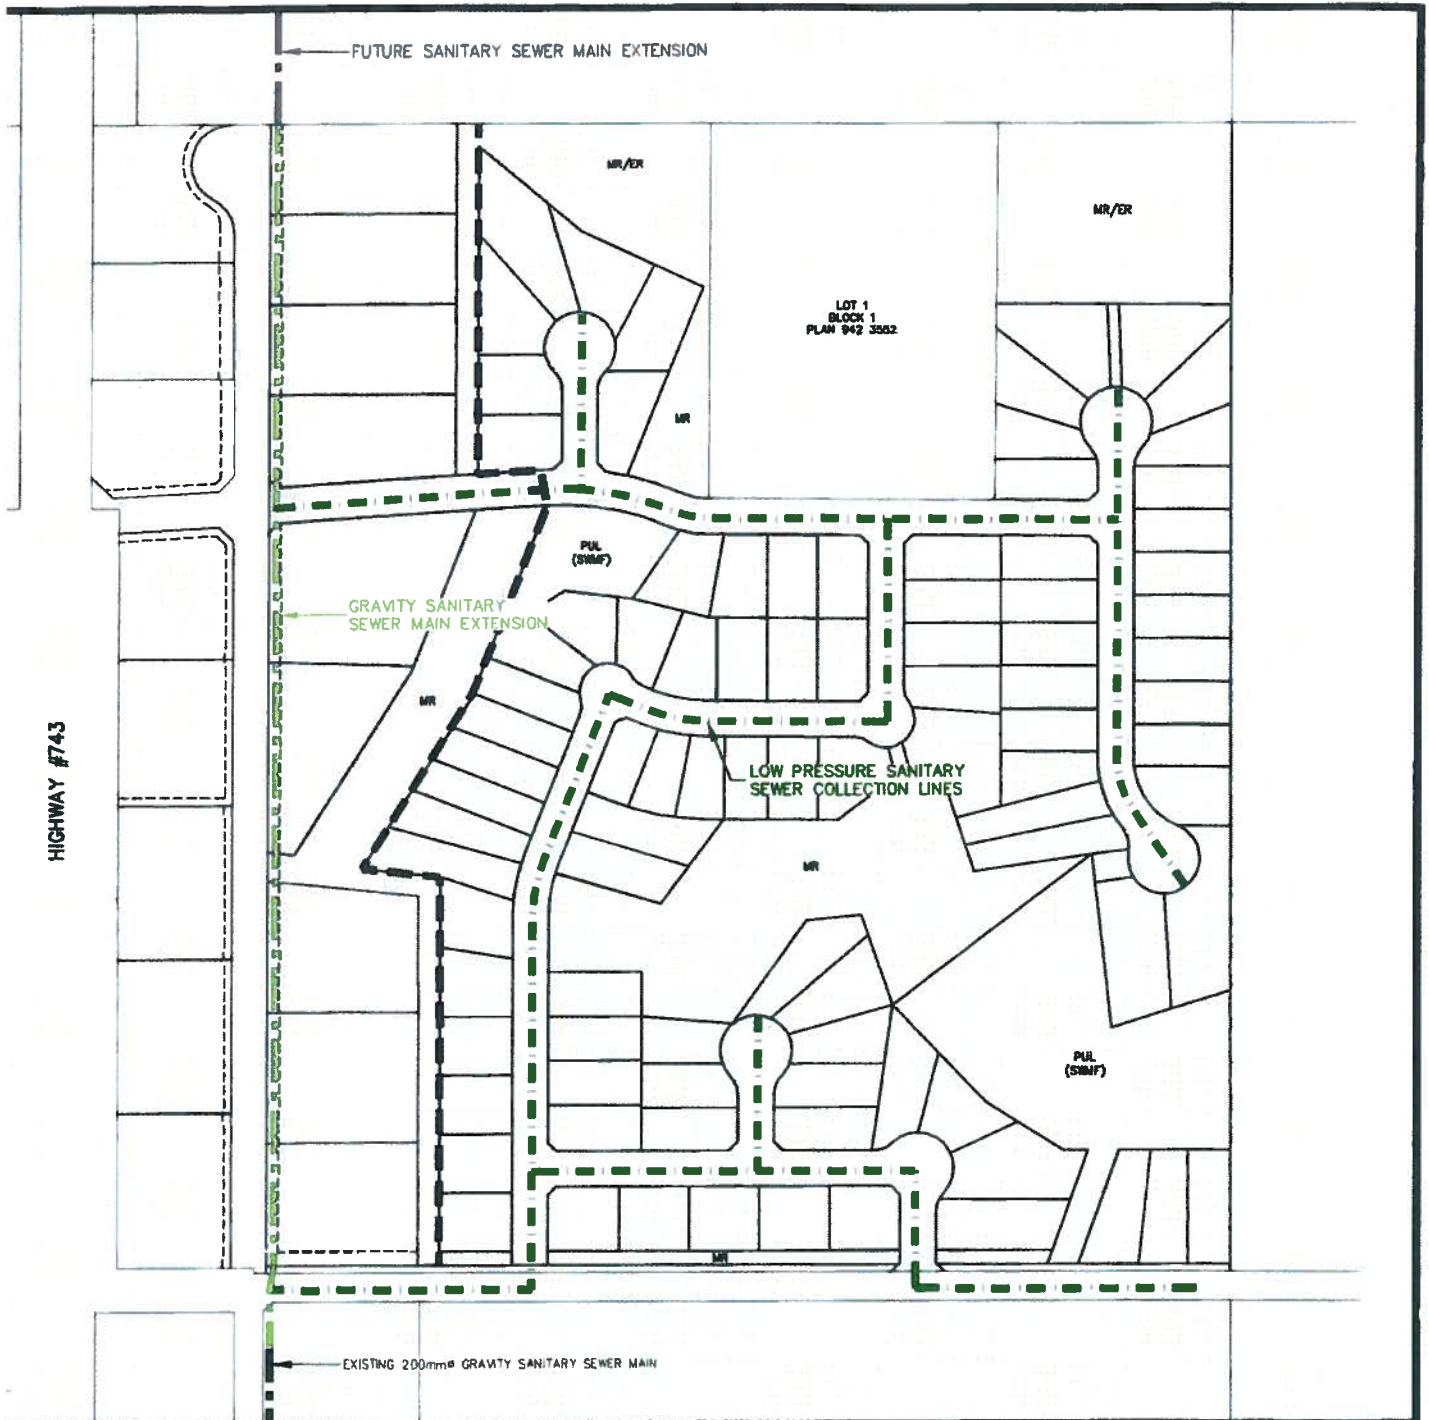 FUTURE SANITARY SEWER MAIN EXTENSION
MR/ER
MR/ER
LOT 1
BLOCK 1
PLAN 942 3552
MR
PUL
(SWMF)
GRAVITY SANITARY
SEWER MAIN EXTENSION
MR
HIGHWAY #743
LOW PRESSURE SANITARY
SEWER COLLECTION LINES
MR
PUL
(SWMF)
MR
EXISTING 200mmø GRAVITY SANITARY SEWER MAIN